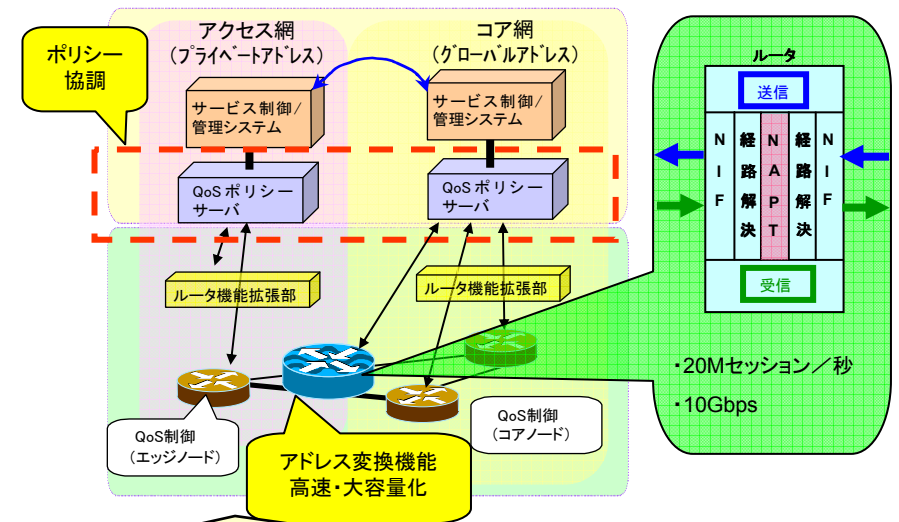 ポリシー
協調
アクセス網
(プライベートアドレス)
コア網
(グローバルアドレス)
サービス制御/
管理システム
サービス制御/
管理システム
QoSポリシー
サーバ
QoSポリシー
サーバ
ルータ機能拡張部
ルータ機能拡張部
QoS制御
(エッジノード)
QoS制御
(コアノード)
アドレス変換機能
高速・大容量化
ルータ
送信
NIF
経路解決
NAPT
経路解決
NIF
受信
・20Mセッション/秒
・10Gbps